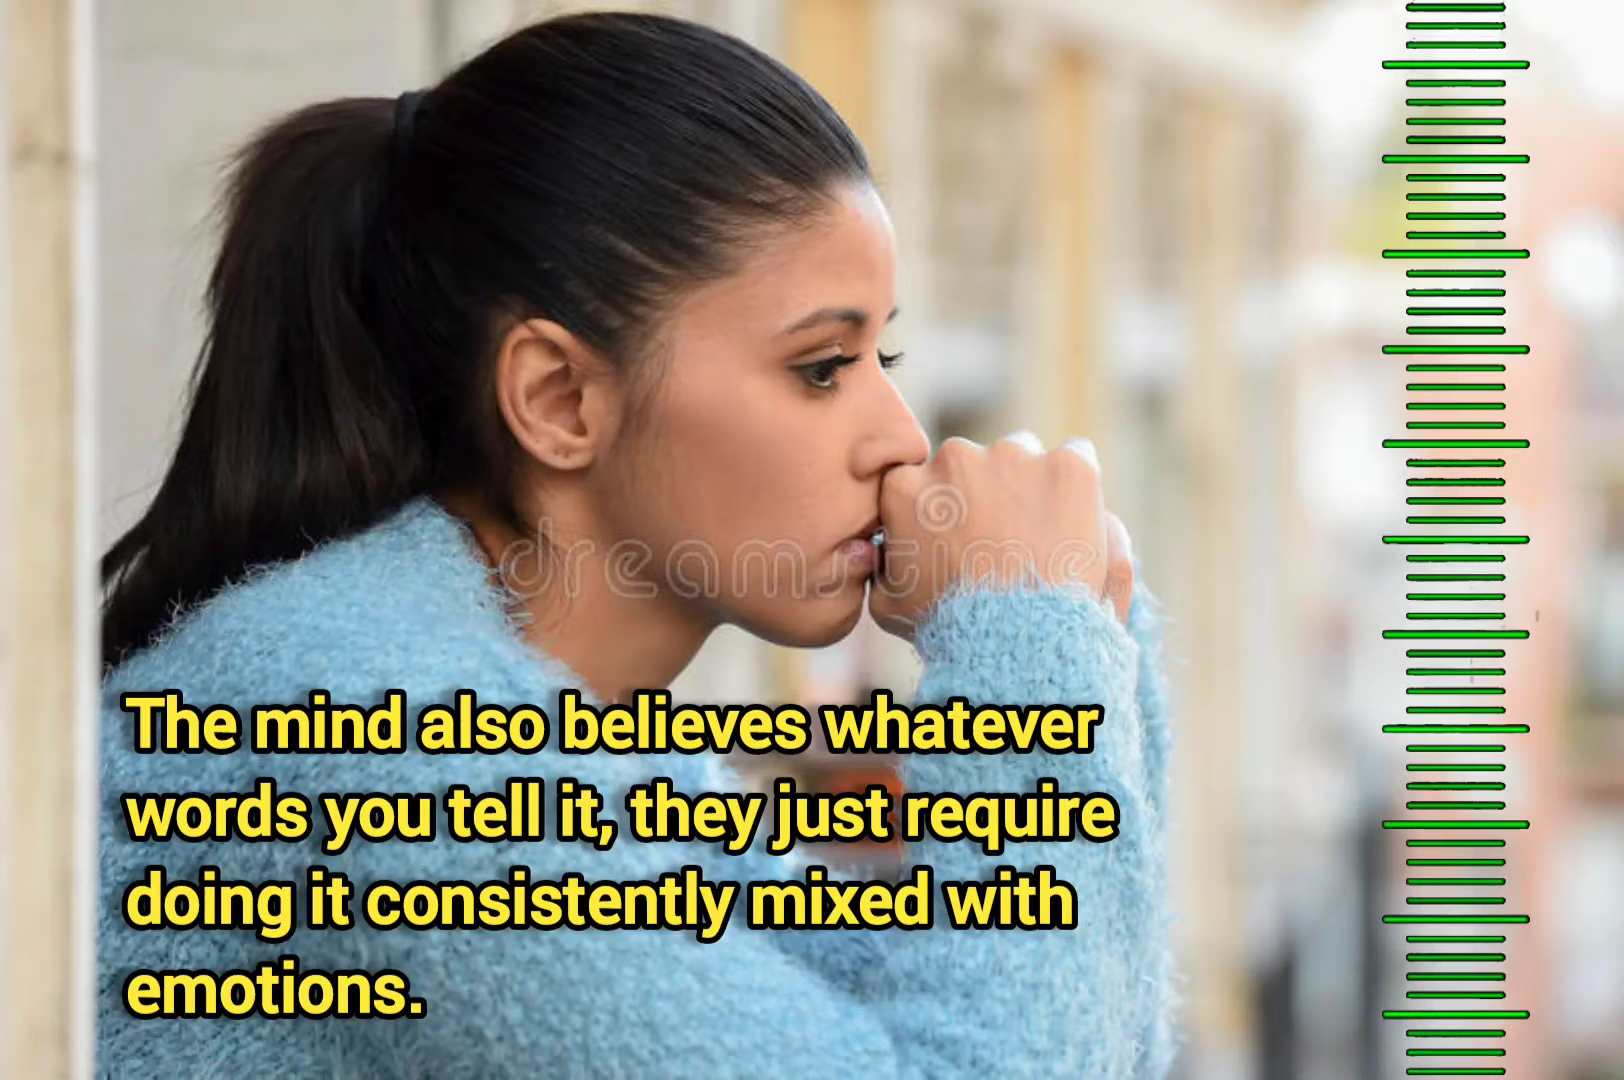 dreamstime
The mind also believes whatever
words you tell it, they just require
doing it consistently mixed with
emotions.